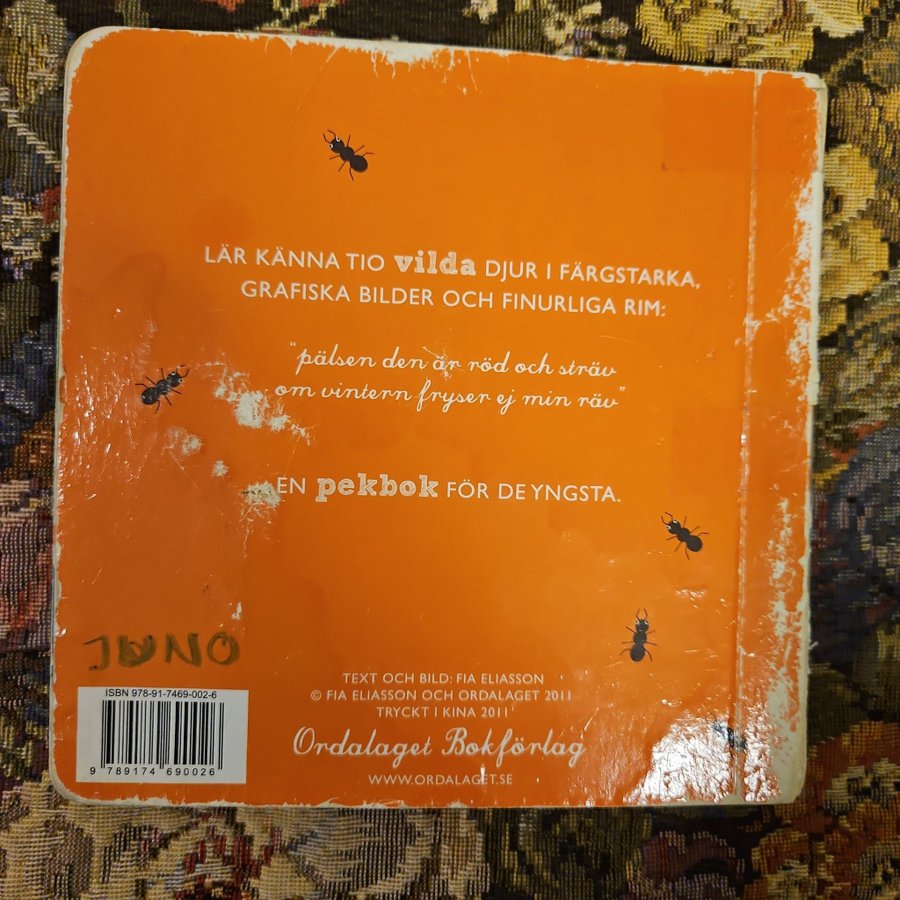 LÄR KÄNNA TIO vilda DJUR I FÄRGSTARKA,
GRAFISKA BILDER OCH FINURLIGA RIM:
"pälsen den är röd och sträv
om vintern fryser ej min räv"
EN pekbok FÖR DE YNGSTA.
JUNO
ISBN 978-91-7469-002-6
9 789174 690026
TEXT OCH BILD: FIA ELIASSON
© FIA ELIASSON OCH ORDALAGET 2011
TRYCKT I KINA 2011
Ordalaget Bokförlag
WWW.ORDALAGET.SE